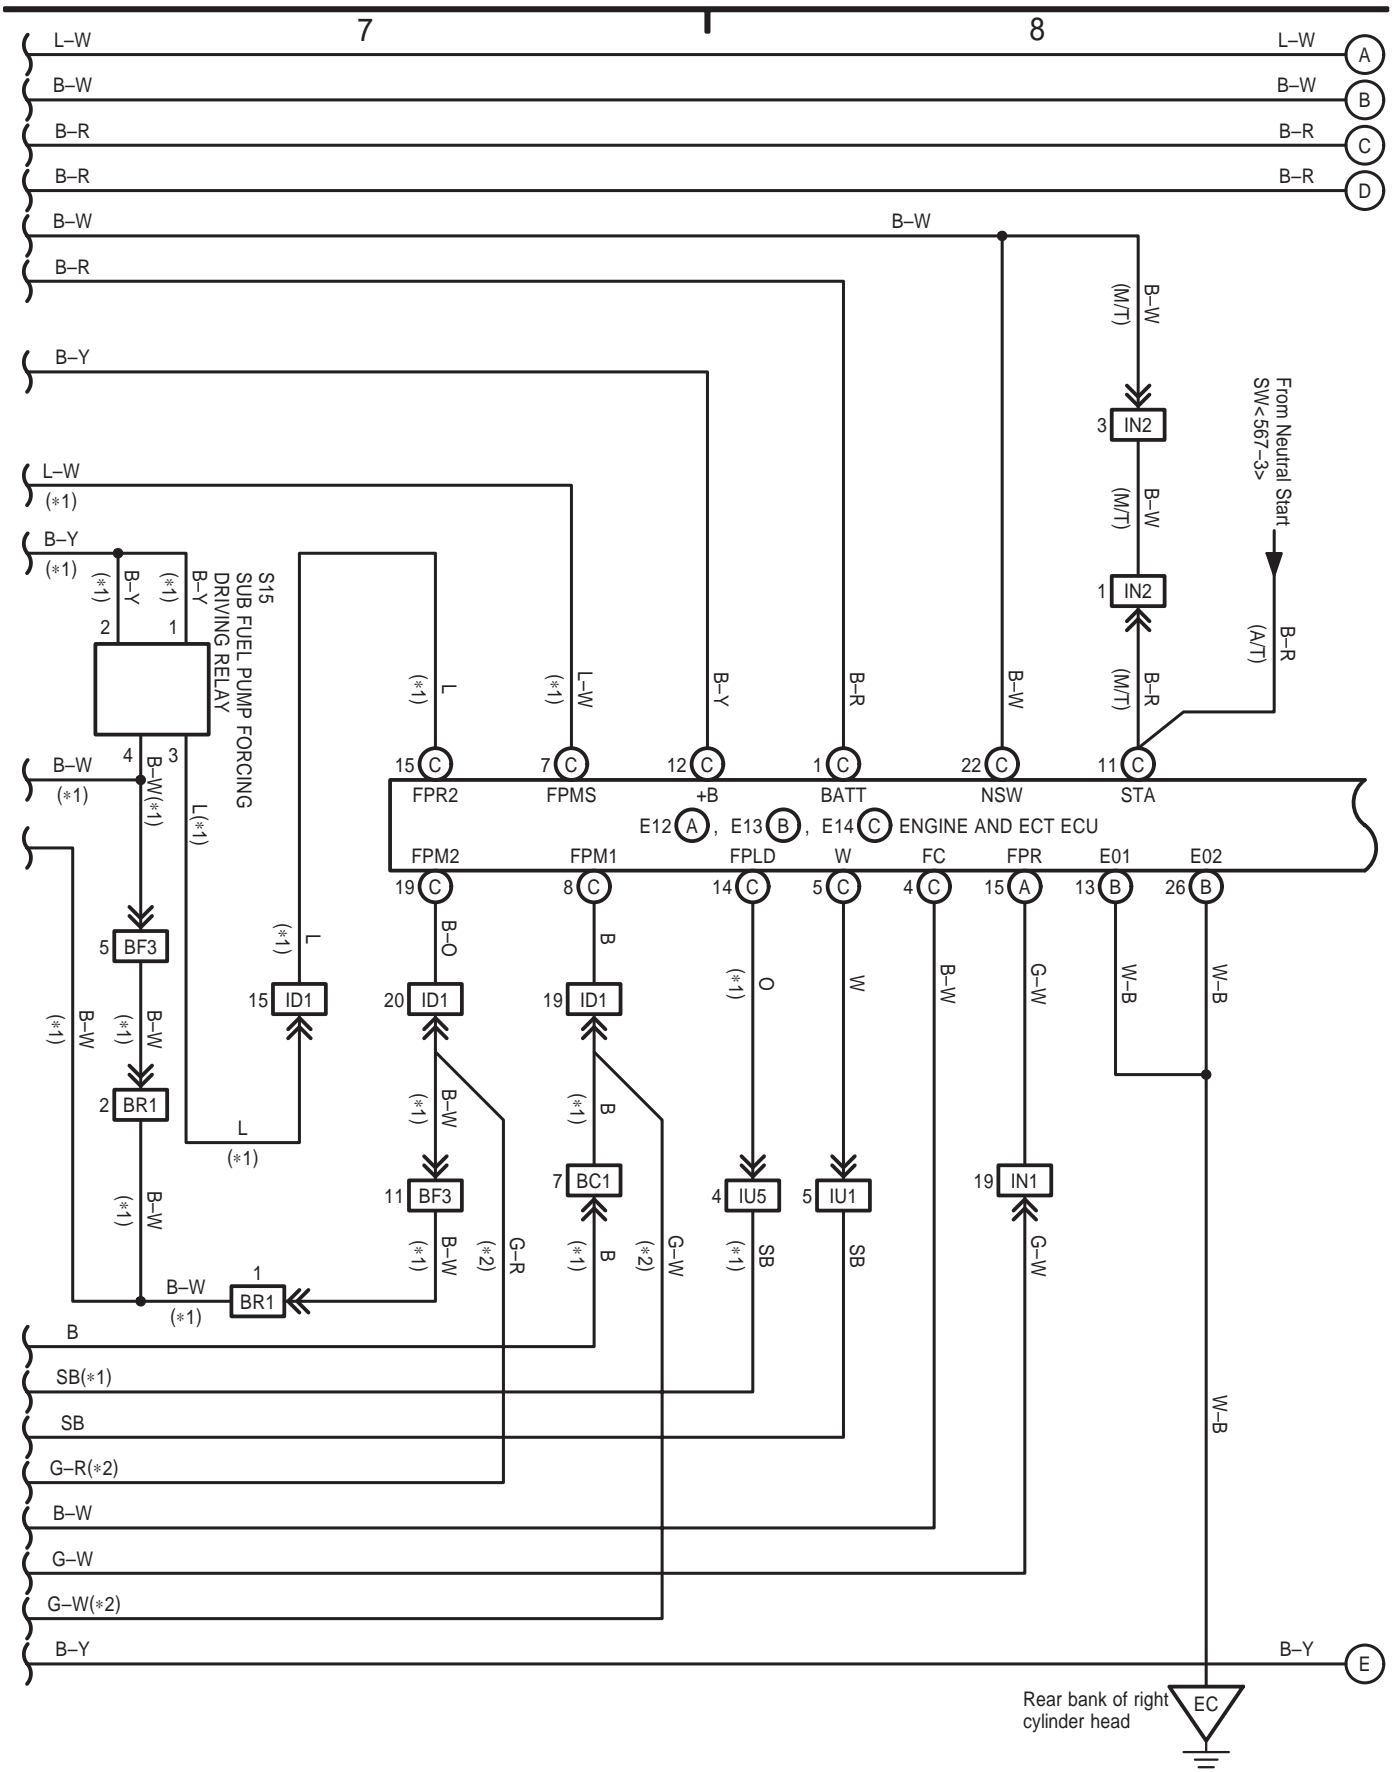 7
8
L–W
L–W
A
B–W
B–W
B
B–R
B–R
C
B–R
B–R
D
B–W
B–W
B–R
B–W
(M/T)
B–Y
3
IN2
From Neutral Start
SW<567–3>
L–W
(*1)
B–W
(M/T)
B–Y
(*1)
B–Y
(*1)
B–Y
(*1)
2
1
S15
SUB FUEL PUMP FORCING
DRIVING RELAY
1
IN2
L
(*1)
L–W
(*1)
B–Y
B–R
B–W
B–R
(M/T)
B–R
(A/T)
4
3
B–W
(*1)
B–W(*1)
L(*1)
15
C
7
C
12
C
1
C
22
C
11
C
FPR2
FPMS
+B
BATT
NSW
STA
E12 A , E13 B , E14 C ENGINE AND ECT ECU
FPM2
FPM1
FPLD
W
FC
FPR
E01
E02
19
C
8
C
14
C
5
C
4
C
15
A
13
B
26
B
5
BF3
L
(*1)
B–O
B
O
(*1)
W
B–W
G–W
W–B
W–B
15
ID1
20
ID1
19
ID1
B–W
(*1)
B–W
(*1)
2
BR1
L
(*1)
B–W
(*1)
B
(*1)
11
BF3
7
BC1
4
IU5
5
IU1
19
IN1
B–W
(*1)
B–W
(*1)
G–R
(*2)
B
(*1)
G–W
(*2)
SB
(*1)
SB
G–W
B–W
(*1)
1
BR1
B
SB(*1)
SB
W–B
G–R(*2)
B–W
G–W
G–W(*2)
B–Y
B–Y
E
Rear bank of right
cylinder head
EC